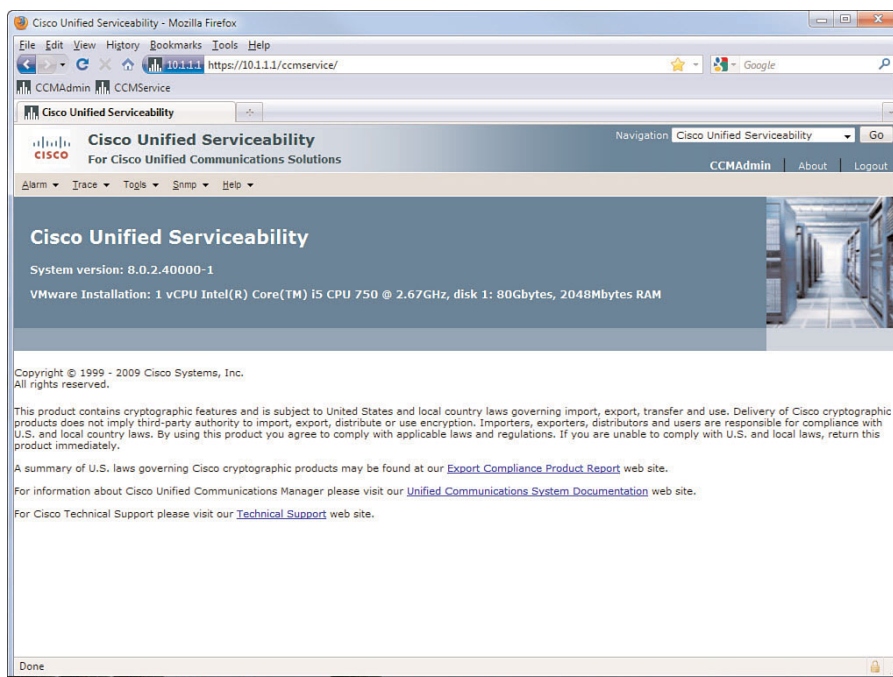 Cisco Unified Serviceability - Mozilla Firefox
File Edit View History Bookmarks Tools Help
10.1.1.1 https://10.1.1.1/ccmservice/
Google
CCMAdmin CCMService
Cisco Unified Serviceability
CISCO
Cisco Unified Serviceability
For Cisco Unified Communications Solutions
Navigation Cisco Unified Serviceability Go
CCMAdmin About Logout
Alarm Trace Tools Snmp Help
Cisco Unified Serviceability
System version: 8.0.2.40000-1
VMware Installation: 1 vCPU Intel(R) Core(TM) i5 CPU 750 @ 2.67GHz, disk 1: 80Gbytes, 2048Mbytes RAM
Copyright © 1999 - 2009 Cisco Systems, Inc.
All rights reserved.
This product contains cryptographic features and is subject to United States and local country laws governing import, export, transfer and use. Delivery of Cisco cryptographic
products does not imply third-party authority to import, export, distribute or use encryption. Importers, exporters, distributors and users are responsible for compliance with
U.S. and local country laws. By using this product you agree to comply with applicable laws and regulations. If you are unable to comply with U.S. and local laws, return this
product immediately.
A summary of U.S. laws governing Cisco cryptographic products may be found at our Export Compliance Product Report web site.
For information about Cisco Unified Communications Manager please visit our Unified Communications System Documentation web site.
For Cisco Technical Support please visit our Technical Support web site.
Done